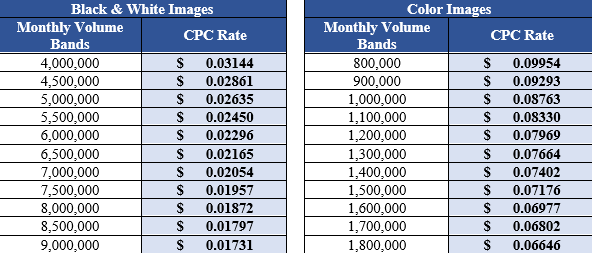 Black & White Images Color Images
Monthly Volume Bands CPC Rate Monthly Volume Bands CPC Rate
4,000,000 $ 0.03144 800,000 $ 0.09954
4,500,000 $ 0.02861 900,000 $ 0.09293
5,000,000 $ 0.02635 1,000,000 $ 0.08763
5,500,000 $ 0.02450 1,100,000 $ 0.08330
6,000,000 $ 0.02296 1,200,000 $ 0.07969
6,500,000 $ 0.02165 1,300,000 $ 0.07664
7,000,000 $ 0.02054 1,400,000 $ 0.07402
7,500,000 $ 0.01957 1,500,000 $ 0.07176
8,000,000 $ 0.01872 1,600,000 $ 0.06977
8,500,000 $ 0.01797 1,700,000 $ 0.06802
9,000,000 $ 0.01731 1,800,000 $ 0.06646